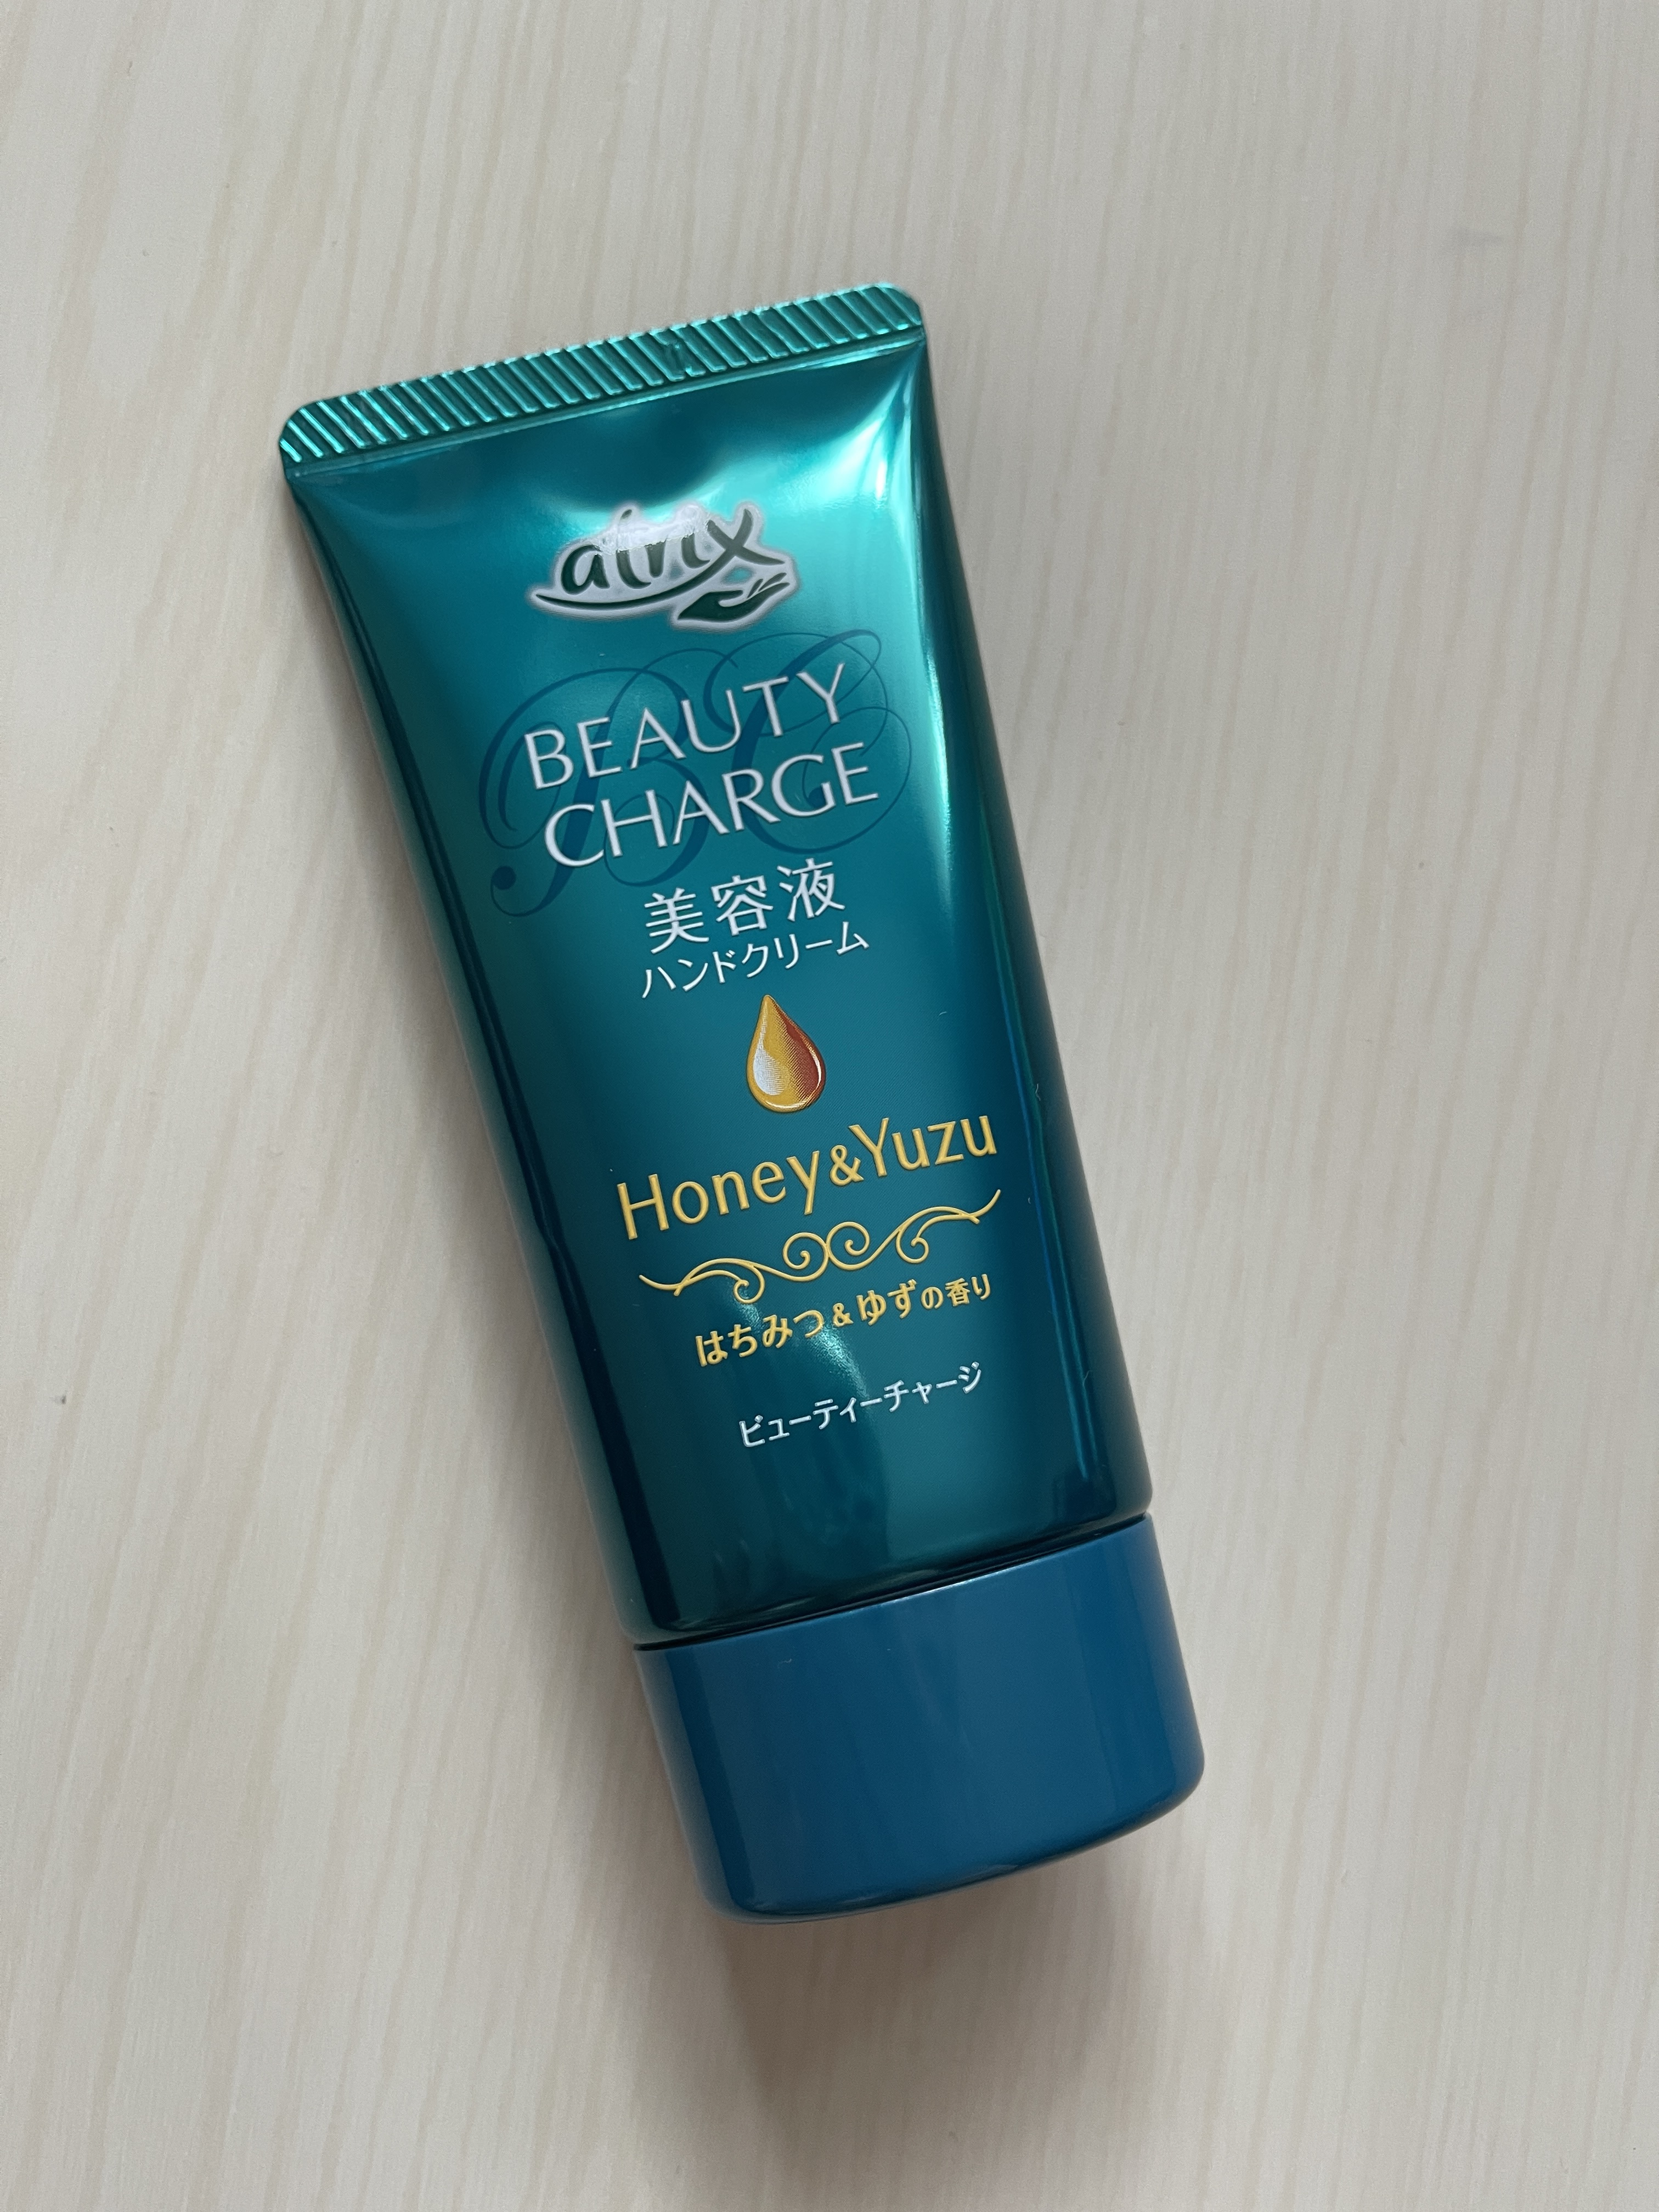 atrix
BEAUTY
CHARGE
美容液
ハンドクリーム
Honey&Yuzu
はちみつ&ゆずの香り
ビューティーチャージ